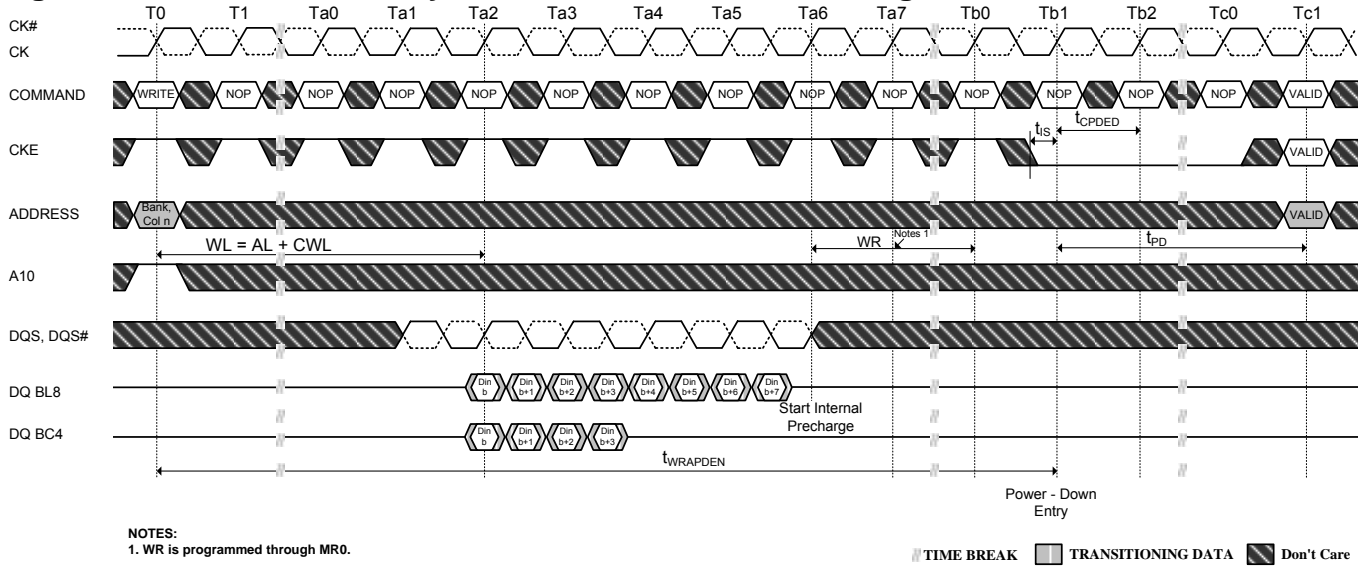 T0 T1 Ta0 Ta1 Ta2 Ta3 Ta4 Ta5 Ta6 Ta7 Tb0 Tb1 Tb2 Tc0 Tc1
CK#
CK
COMMAND WRITE NOP NOP NOP NOP NOP NOP NOP NOP NOP NOP NOP NOP NOP VALID
tIS tCPDED
CKE VALID
ADDRESS Bank, Col n VALID
WL = AL + CWL WR Notes 1 tPD
A10
DQS, DQS#
DQ BL8 Din b Din b+1 Din b+2 Din b+3 Din b+4 Din b+5 Din b+6 Din b+7
Start Internal
Precharge
DQ BC4 Din b Din b+1 Din b+2 Din b+3
tWRAPDEN
Power - Down
Entry
NOTES:
1. WR is programmed through MR0.
TIME BREAK TRANSITIONING DATA Don't Care